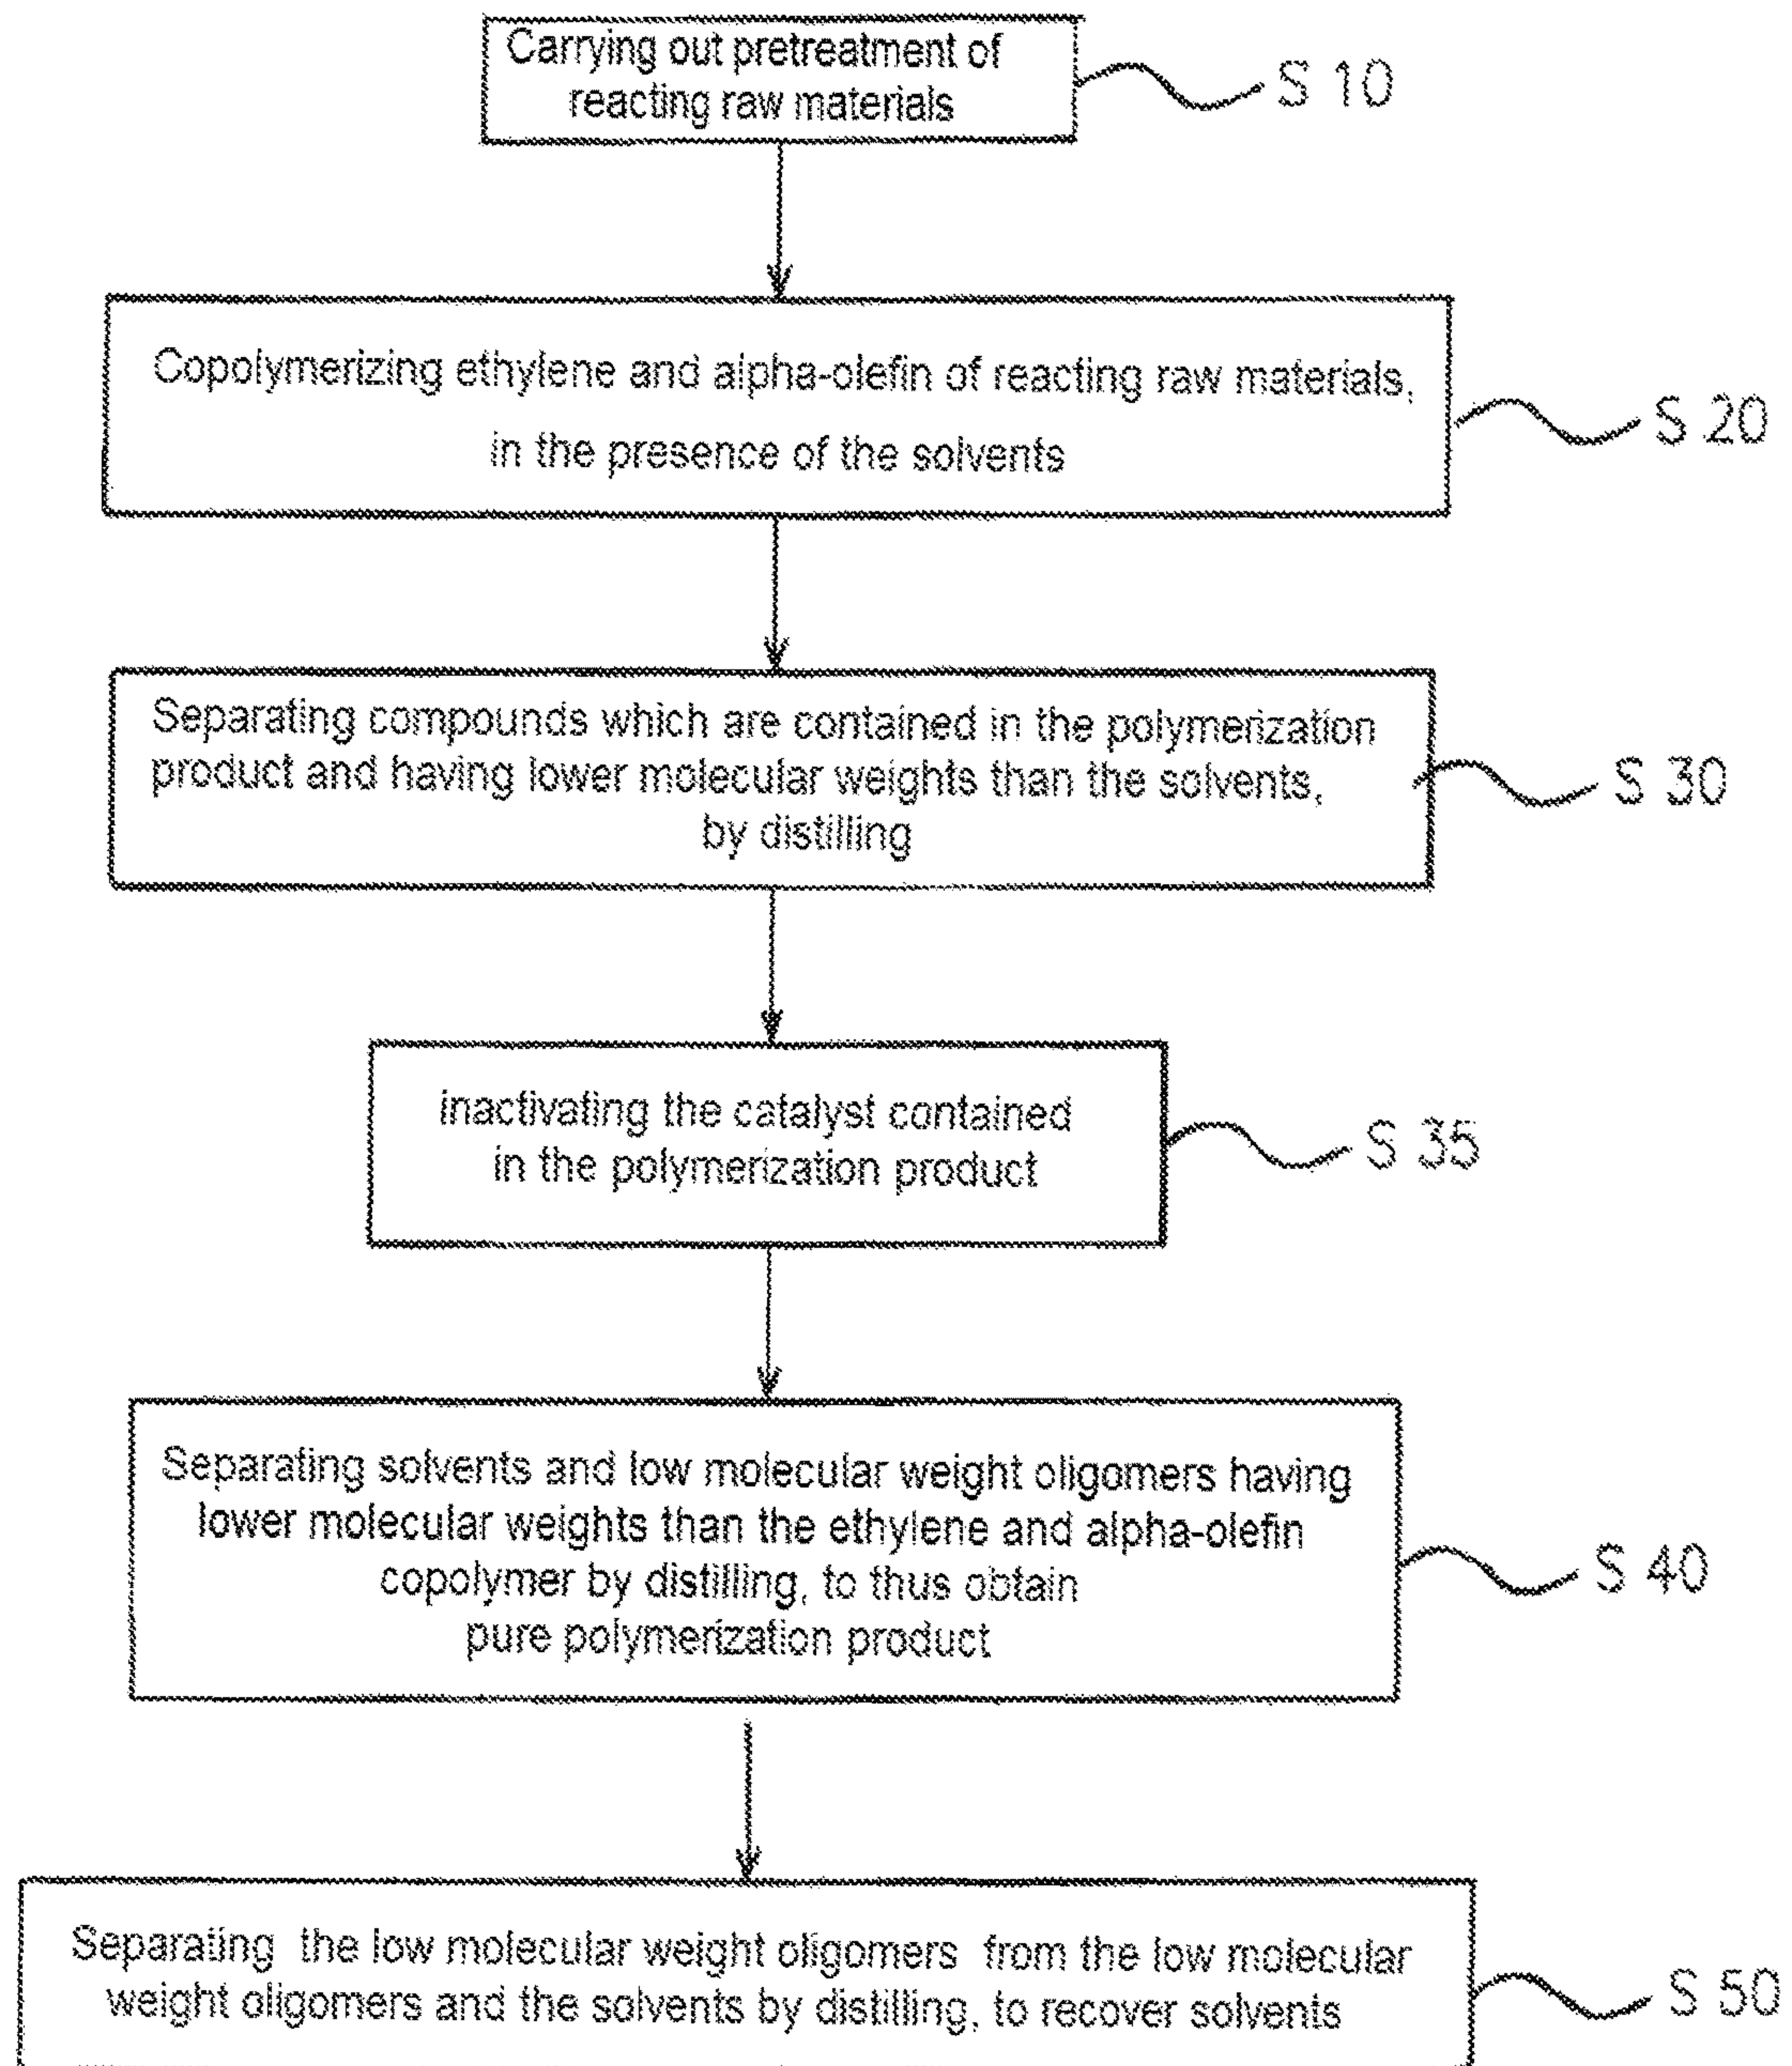 Carrying out pretreatment of
reacting raw materials
S 10
Copolymerizing ethylene and alpha-olefin of reacting raw materials,
in the presence of the solvents
S 20
Separating compounds which are contained in the polymerization
product and having lower molecular weights than the solvents,
by distilling
S 30
inactivating the catalyst contained
in the polymerization product
S 35
Separating solvents and low molecular weight oligomers having
lower molecular weights than the ethylene and alpha-olefin
copolymer by distilling, to thus obtain
pure polymerization product
S 40
Separating the low molecular weight oligomers from the low molecular
weight oligomers and the solvents by distilling, to recover solvents
S 50